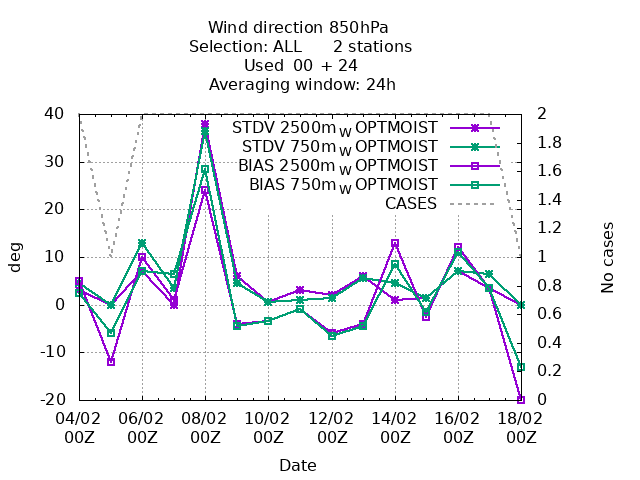 Wind direction 850hPa
Selection: ALL 2 stations
Used 00 + 24
Averaging window: 24h
40
30
20
10
0
-10
-20
deg
STDV 2500m W OPTMOIST
STDV 750m W OPTMOIST
BIAS 2500m W OPTMOIST
BIAS 750m W OPTMOIST
CASES
2
1.8
1.6
1.4
1.2
1
0.8
0.6
0.4
0.2
0
No cases
04/02 06/02 08/02 10/02 12/02 14/02 16/02 18/02
00Z 00Z 00Z 00Z 00Z 00Z 00Z 00Z
Date